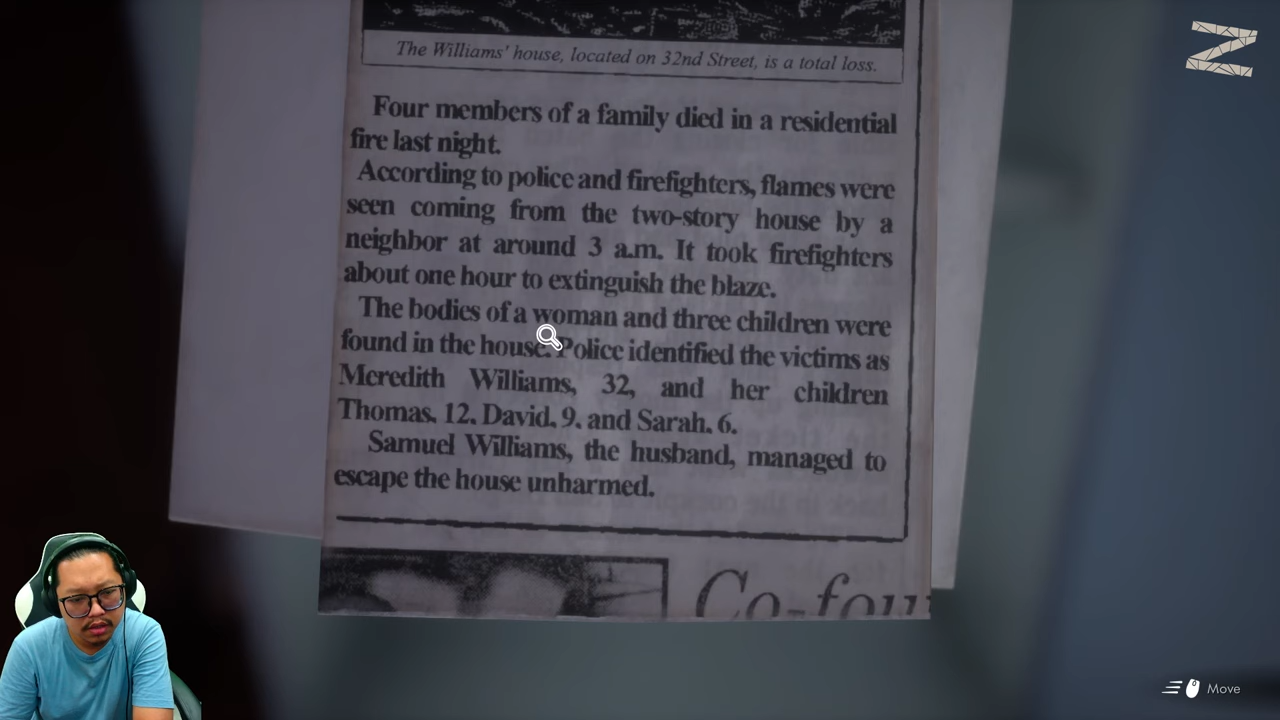 The Williams' house, located on 32nd Street, is a total loss.
Four members of a family died in a residential
fire last night.
According to police and firefighters, flames were
seen coming from the two-story house by a
neighbor at around 3 a.m. It took firefighters
about one hour to extinguish the blaze.
The bodies of a woman and three children were
found in the house. Police identified the victims as
Meredith Williams, 32, and her children
Thomas, 12, David, 9, and Sarah, 6.
Samuel Williams, the husband, managed to
escape the house unharmed.
Co-foun
Move